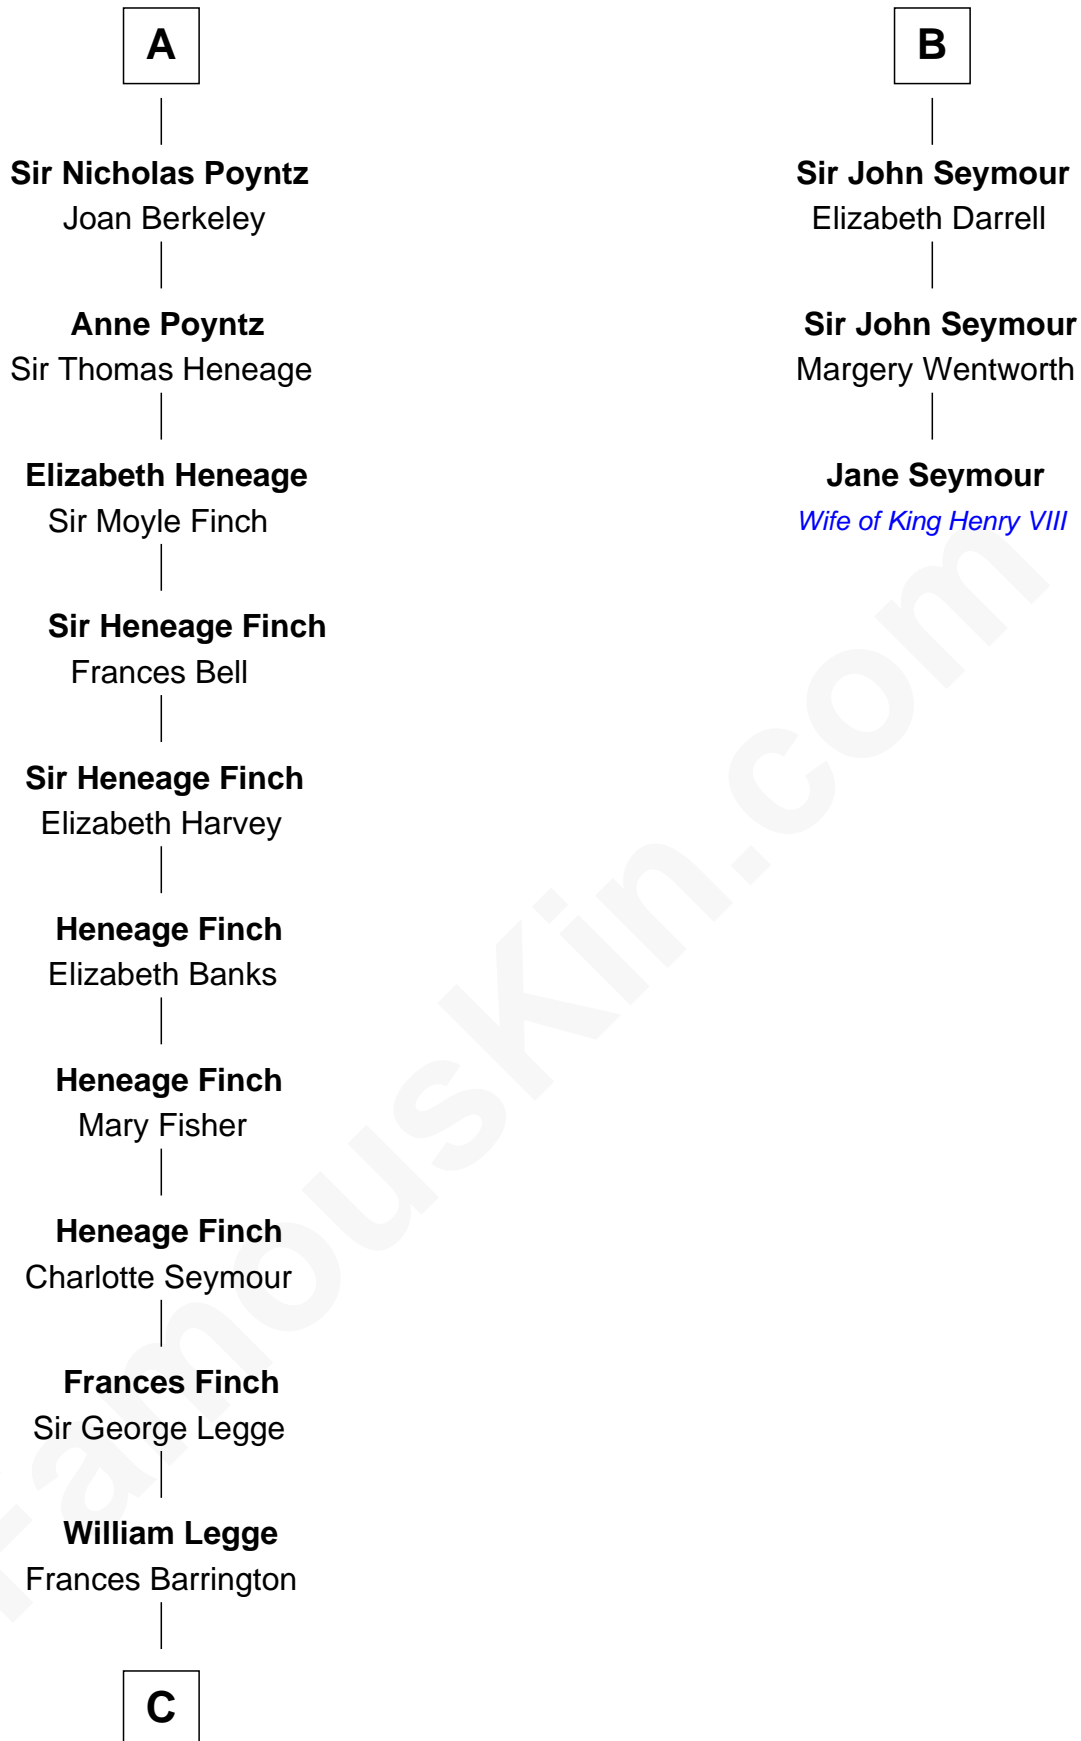 A
Sir Nicholas Poyntz
Joan Berkeley
Anne Poyntz
Sir Thomas Heneage
Elizabeth Heneage
Sir Moyle Finch
Sir Heneage Finch
Frances Bell
Sir Heneage Finch
Elizabeth Harvey
Heneage Finch
Elizabeth Banks
Heneage Finch
Mary Fisher
Heneage Finch
Charlotte Seymour
Frances Finch
Sir George Legge
William Legge
Frances Barrington
C
B
Sir John Seymour
Elizabeth Darrell
Sir John Seymour
Margery Wentworth
Jane Seymour
Wife of King Henry VIII
FamousKin.com